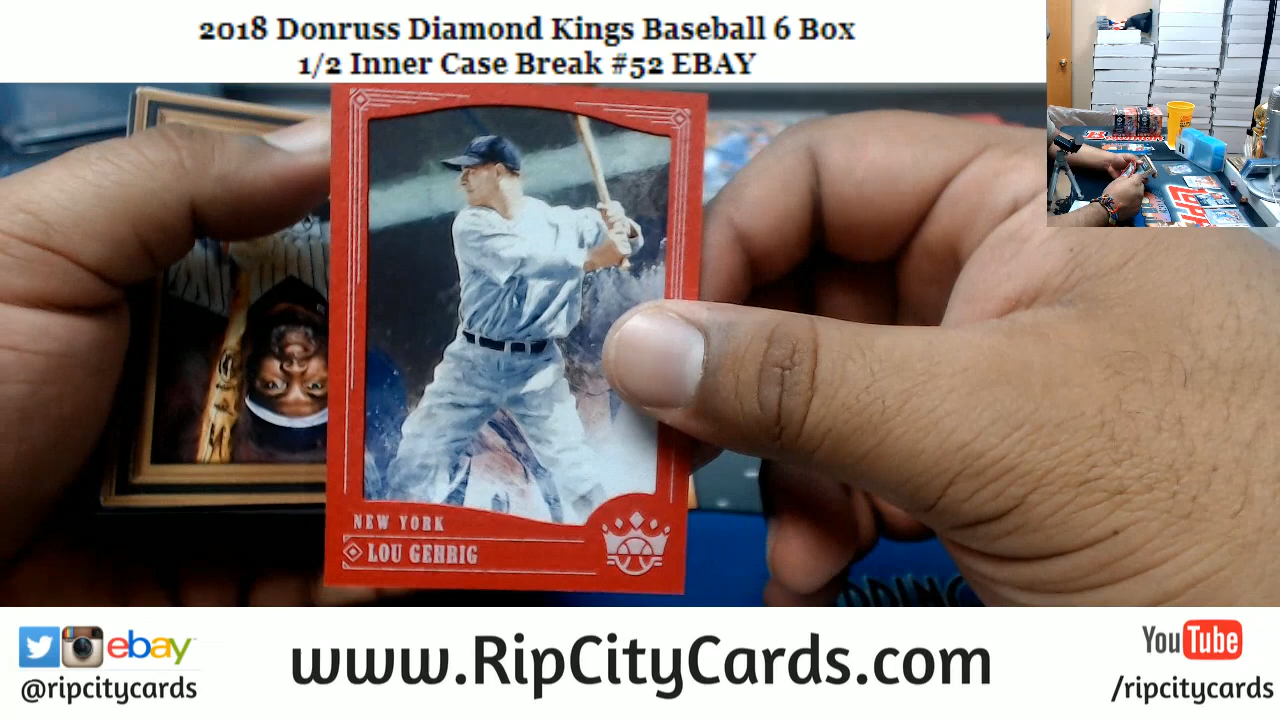 2018 Donruss Diamond Kings Baseball 6 Box
1/2 Inner Case Break #52 EBAY
NEW YORK
LOU GEHRIG
ebay
@ripcitycards
www.RipCityCards.com
YouTube
/ripcitycards